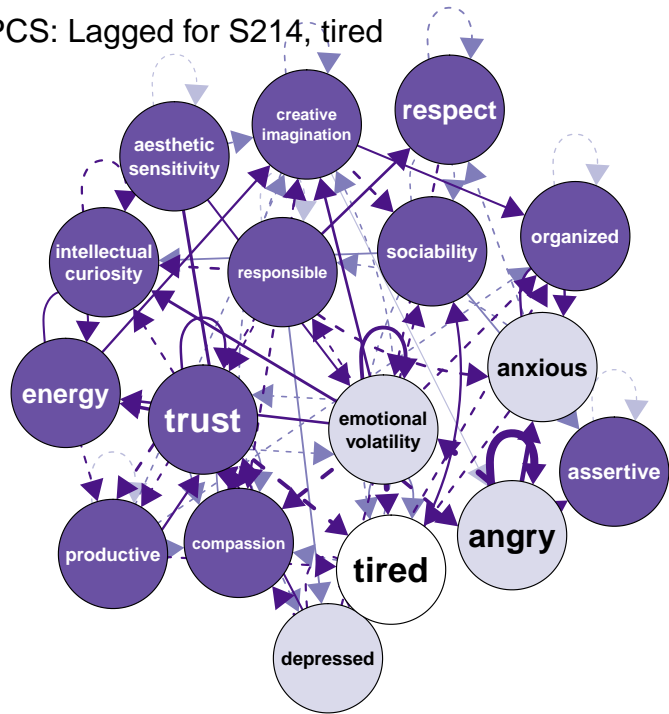 PCS: Lagged for S214, tired
creative
imagination
respect
aesthetic
sensitivity
organized
sociability
intellectual
curiosity
responsible
anxious
energy
trust
emotional
volatility
assertive
angry
compassion
productive
tired
depressed